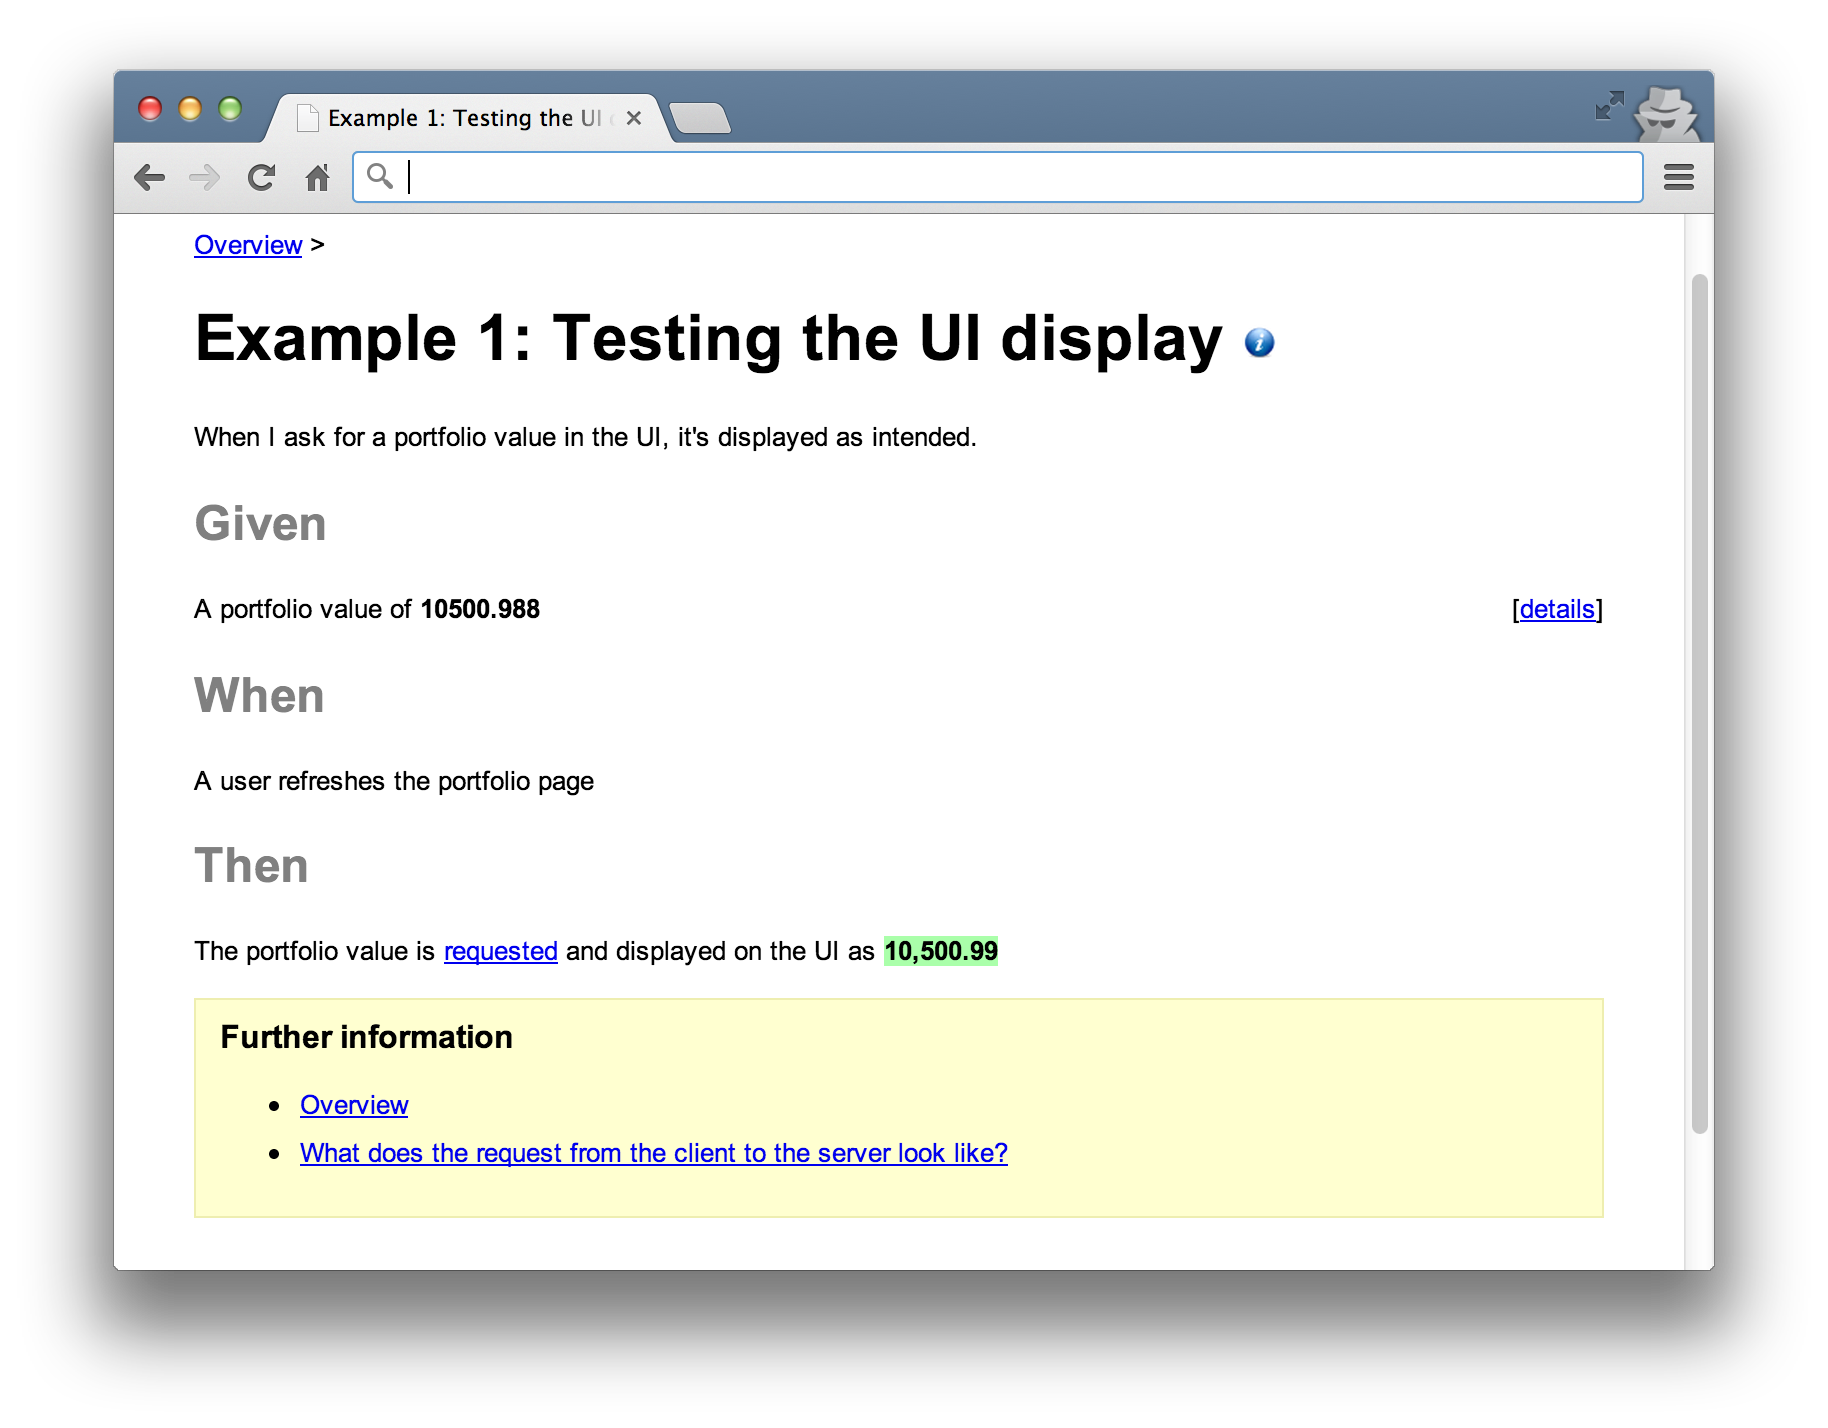 Example 1: Testing the UI
Overview >
Example 1: Testing the UI display
When I ask for a portfolio value in the UI, it's displayed as intended.
Given
A portfolio value of 10500.988 [details]
When
A user refreshes the portfolio page
Then
The portfolio value is requested and displayed on the UI as 10,500.99
Further information
• Overview
• What does the request from the client to the server look like?